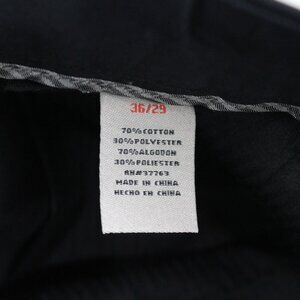 36/29
70%COTTON
30%POLYESTER
70%ALGODON
30%POLIESTER
RN#37763
MADE IN CHINA
HECHO EN CHINA